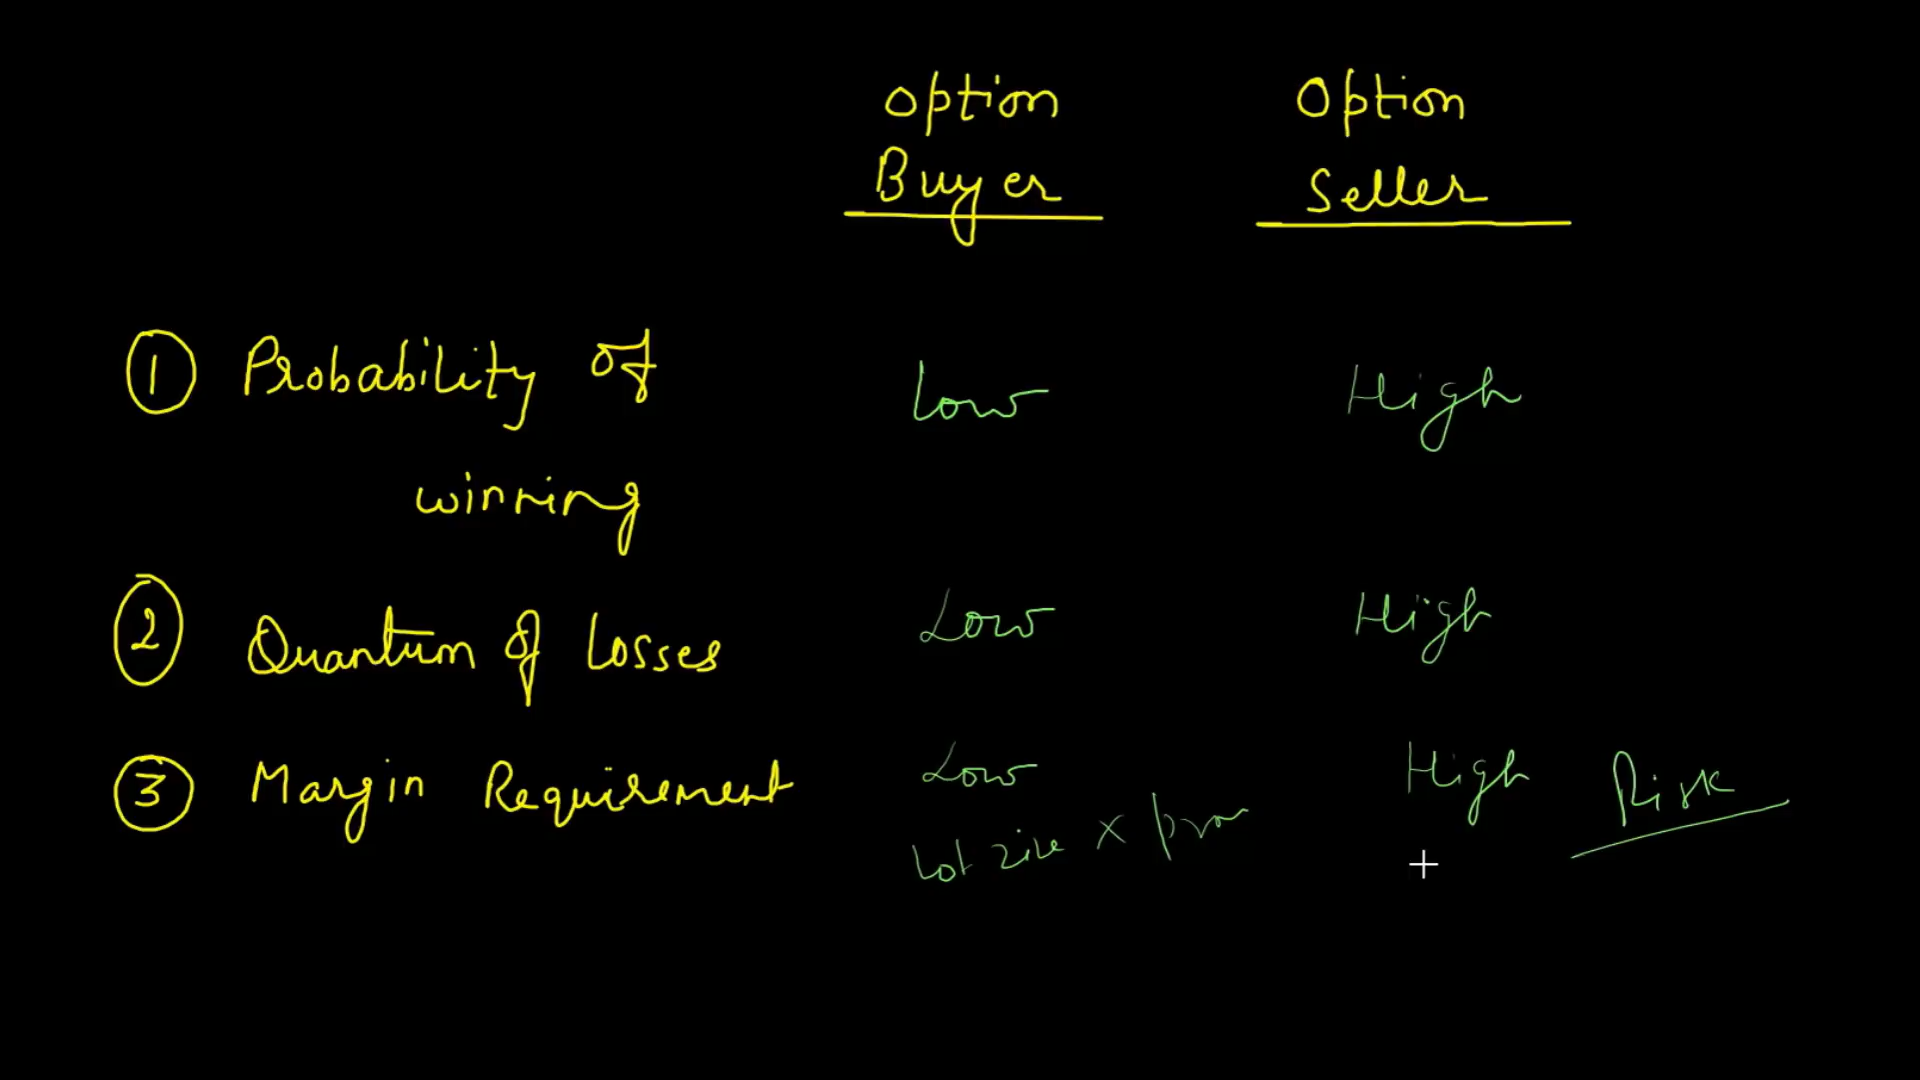 Option Option
Buyer Seller
1 Probability of Low High
winning
2 Quantum of Losses Low High
3 Margin Requirement Low High Risk
Lot size x